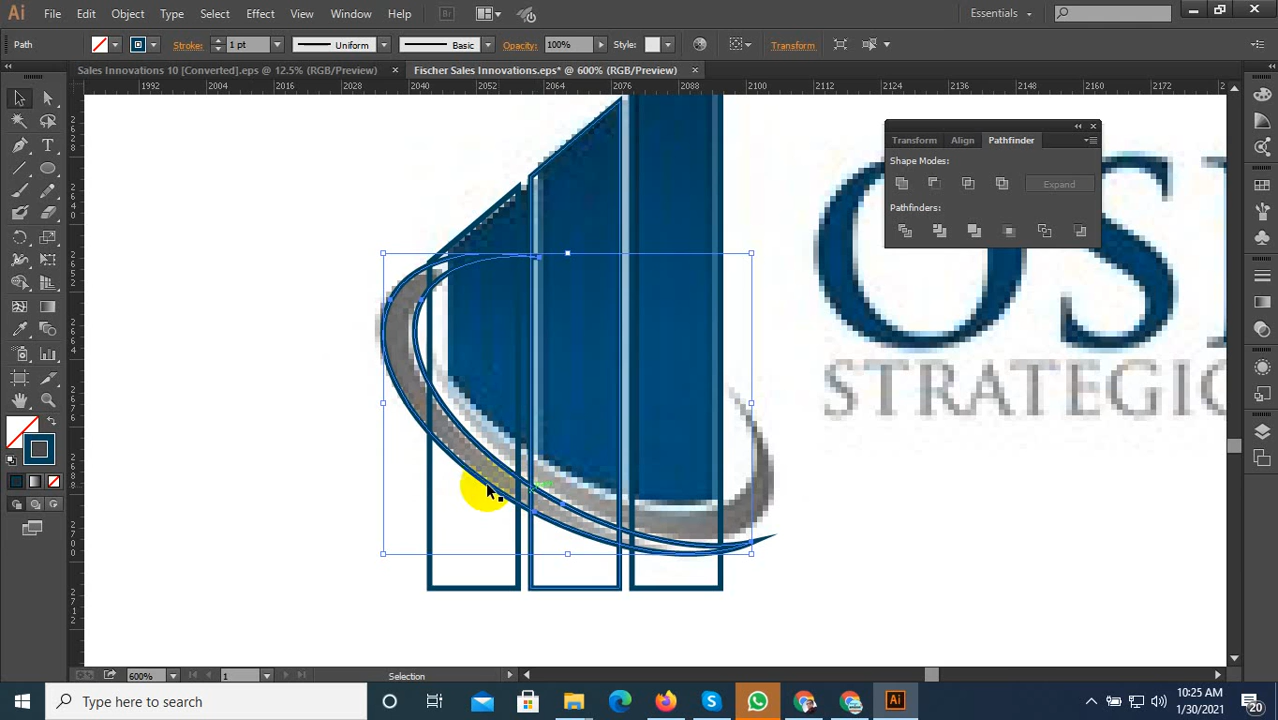 Ai File Edit Object Type Select Effect View Window Help Br Essentials
Path Stroke: 1 pt Uniform Basic Opacity: 100% Style: Transform
Sales Innovations 10 [Converted].eps @ 12.5% (RGB/Preview) × Fischer Sales Innovations.eps* @ 600% (RGB/Preview) ×
1992 2004 2016 2028 2040 2052 2064 2076 2088 2100 2112 2124 2136 2148 2160 2172
Transform Align Pathfinder
Shape Modes:
Expand
Pathfinders:
STRATEGI
600% 1 Selection
Type here to search
10:25 AM
1/30/2021
20